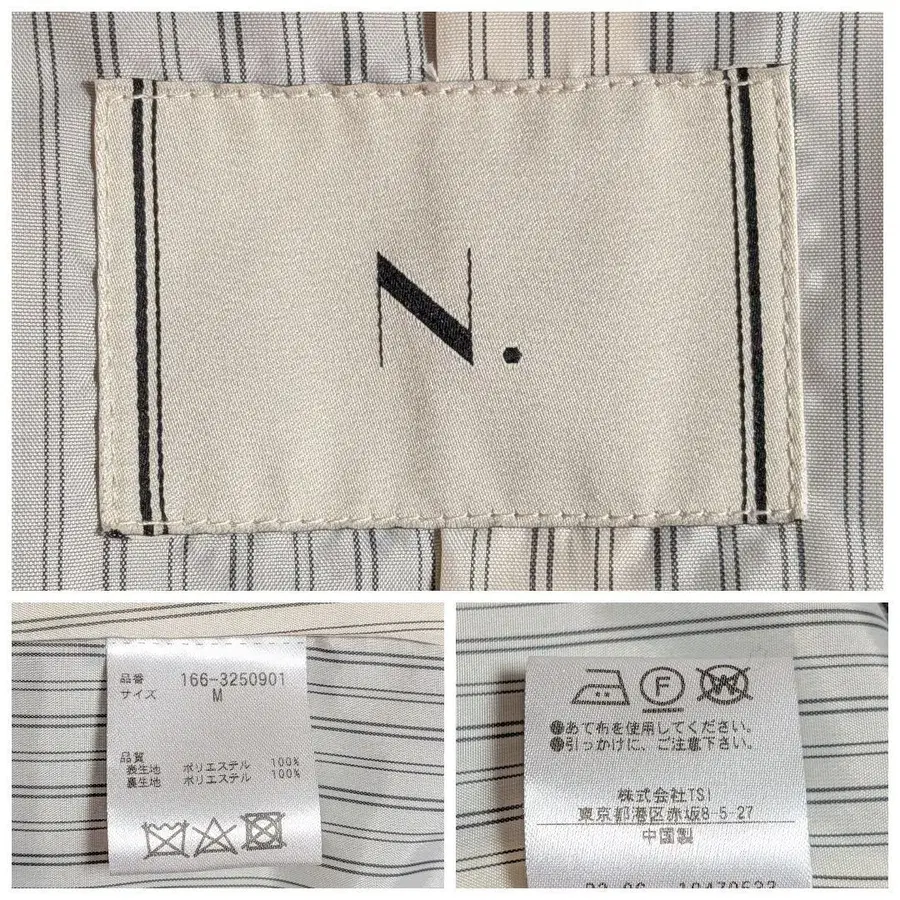 N.
品番 166-3250901
サイズ M
品質
表生地 ポリエステル 100%
裏生地 ポリエステル 100%
F
W
●あて布を使用してください。
●引っかけに、ご注意下さい。
株式会社TSI
東京都港区赤坂8-5-27
中国製